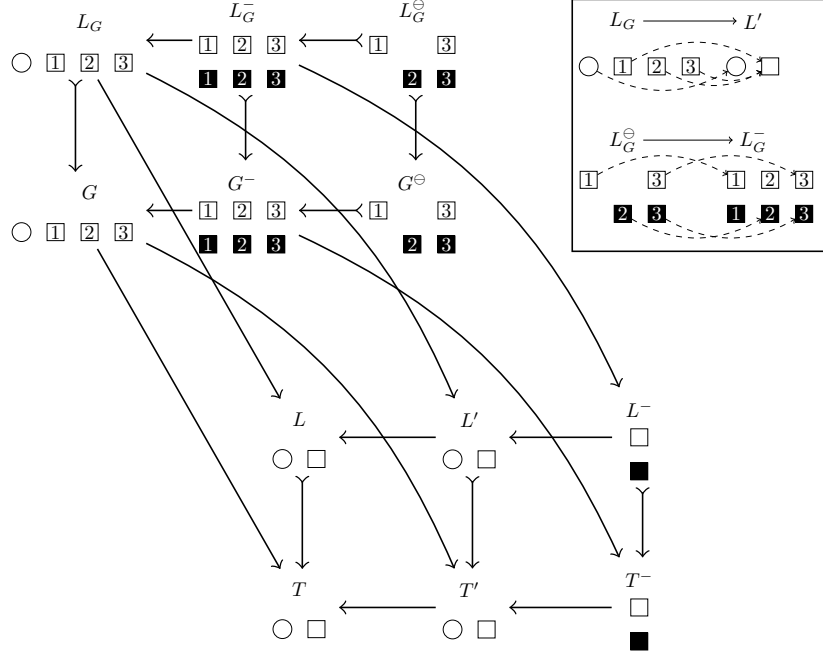 L_G L_G^- L_G^⊖ L_G L'
1 2 3 1 2 3 1 3 1 2 3
1 2 3 2 3
L_G^⊖ L_G^-
G G^- G^⊖ 1 3 1 2 3
1 2 3 1 2 3 1 3 2 3 1 2 3
1 2 3 2 3
L L' L^-
T T' T^-